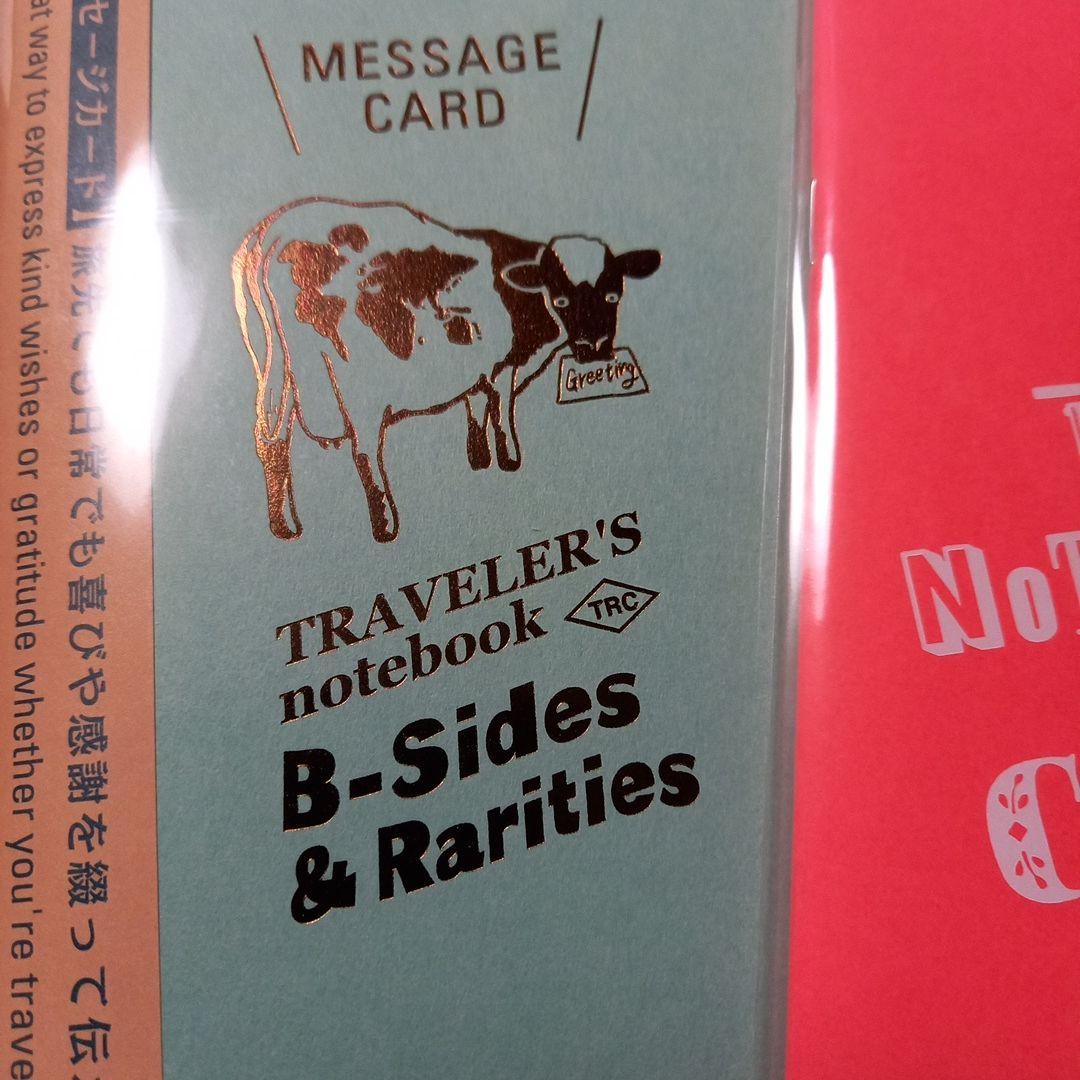 MESSAGE
CARD
Greeting
TRAVELER'S
notebook
TRC
B-Sides
& Rarities
セージカード】旅先でも日常でも喜びや感謝を綴って伝
at way to express kind wishes or gratitude whether you're trave
NoT
C